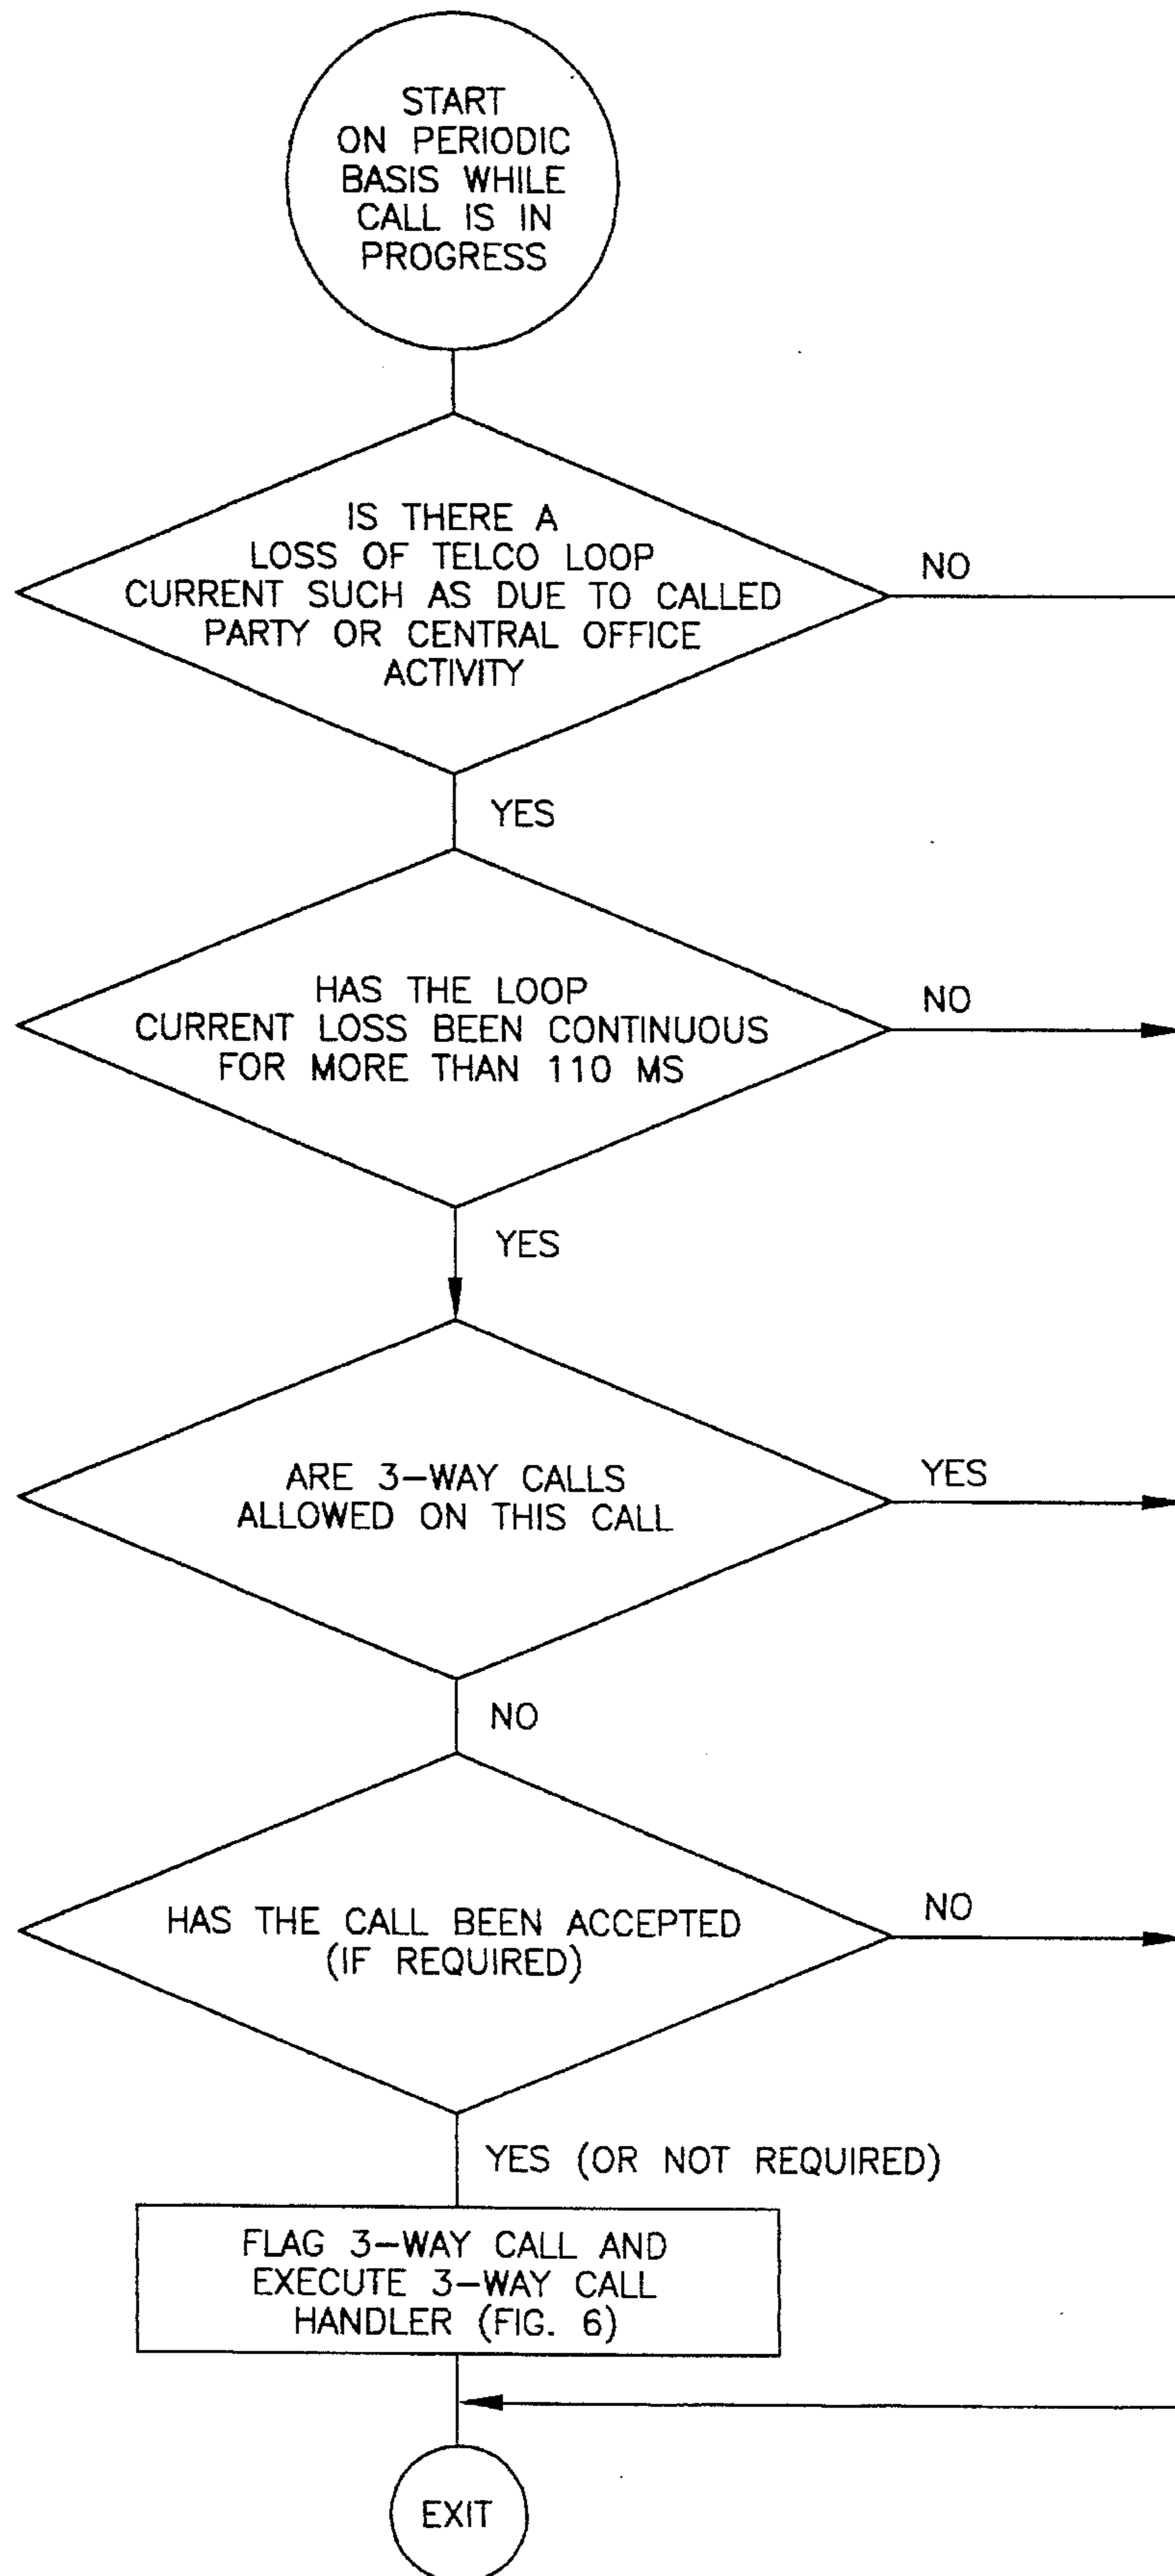 START
ON PERIODIC
BASIS WHILE
CALL IS IN
PROGRESS
IS THERE A
LOSS OF TELCO LOOP
CURRENT SUCH AS DUE TO CALLED
PARTY OR CENTRAL OFFICE
ACTIVITY
NO
YES
HAS THE LOOP
CURRENT LOSS BEEN CONTINUOUS
FOR MORE THAN 110 MS
NO
YES
ARE 3-WAY CALLS
ALLOWED ON THIS CALL
YES
NO
HAS THE CALL BEEN ACCEPTED
(IF REQUIRED)
NO
YES (OR NOT REQUIRED)
FLAG 3-WAY CALL AND
EXECUTE 3-WAY CALL
HANDLER (FIG. 6)
EXIT